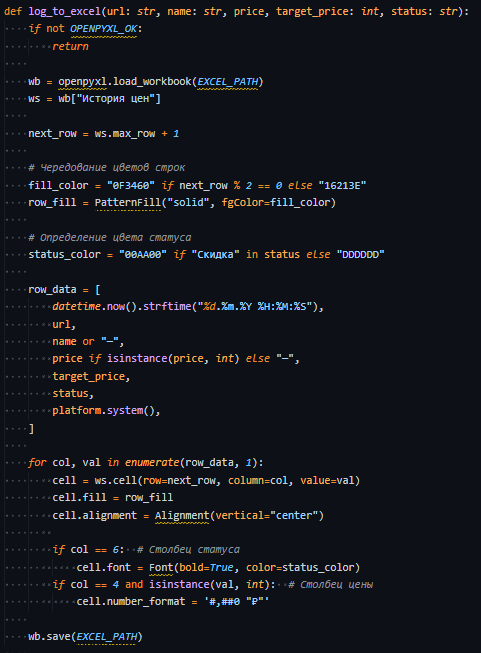 def log_to_excel(url: str, name: str, price, target_price: int, status: str):
    if not OPENPYXL_OK:
        return

    wb = openpyxl.load_workbook(EXCEL_PATH)
    ws = wb["История цен"]

    next_row = ws.max_row + 1

    # Чередование цветов строк
    fill_color = "0F3460" if next_row % 2 == 0 else "16213E"
    row_fill = PatternFill("solid", fgColor=fill_color)

    # Определение цвета статуса
    status_color = "00AA00" if "Скидка" in status else "DDDDDD"

    row_data = [
        datetime.now().strftime("%d.%m.%Y %H:%M:%S"),
        url,
        name or "—",
        price if isinstance(price, int) else "—",
        target_price,
        status,
        platform.system(),
    ]

    for col, val in enumerate(row_data, 1):
        cell = ws.cell(row=next_row, column=col, value=val)
        cell.fill = row_fill
        cell.alignment = Alignment(vertical="center")

        if col == 6:  # Столбец статуса
            cell.font = Font(bold=True, color=status_color)
        if col == 4 and isinstance(val, int):  # Столбец цены
            cell.number_format = '#,##0 "₽"'

    wb.save(EXCEL_PATH)